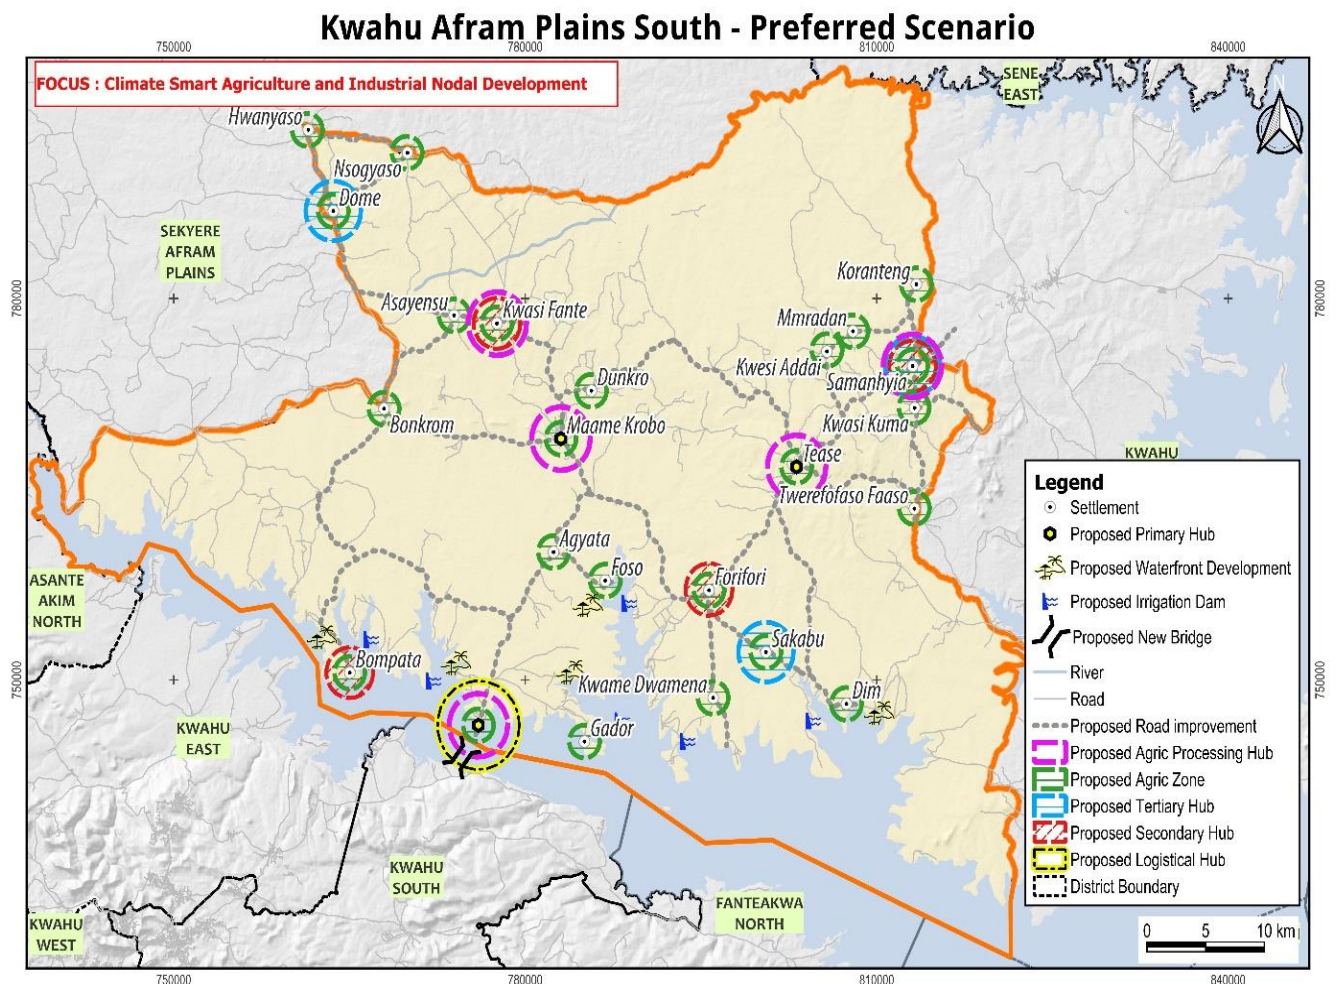 Kwahu Afram Plains South - Preferred Scenario
750000
780000
810000
840000
FOCUS : Climate Smart Agriculture and Industrial Nodal Development
SENE
EAST
N
Hwanyaso
Nsogyaso
Dome
SEKYERE
AFRAM
PLAINS
Koranteng
780000
780000
Asayensu
Kwasi Fante
Mmradan
Kwesi Addai
Samanhyia
Dunkro
Bonkrom
Maame Krobo
Kwasi Kuma
Tease
KWAHU
Twerefofaso Faaso
Agyata
Foso
Forifori
ASANTE
AKIM
NORTH
Sakabu
Bompata
Kwame Dwamena
Dim
750000
750000
KWAHU
EAST
Gador
KWAHU
SOUTH
FANTEAKWA
NORTH
KWAHU
WEST
Legend
Settlement
Proposed Primary Hub
Proposed Waterfront Development
Proposed Irrigation Dam
Proposed New Bridge
River
Road
Proposed Road improvement
Proposed Agric Processing Hub
Proposed Agric Zone
Proposed Tertiary Hub
Proposed Secondary Hub
Proposed Logistical Hub
District Boundary
0 5 10 km
750000
780000
810000
840000